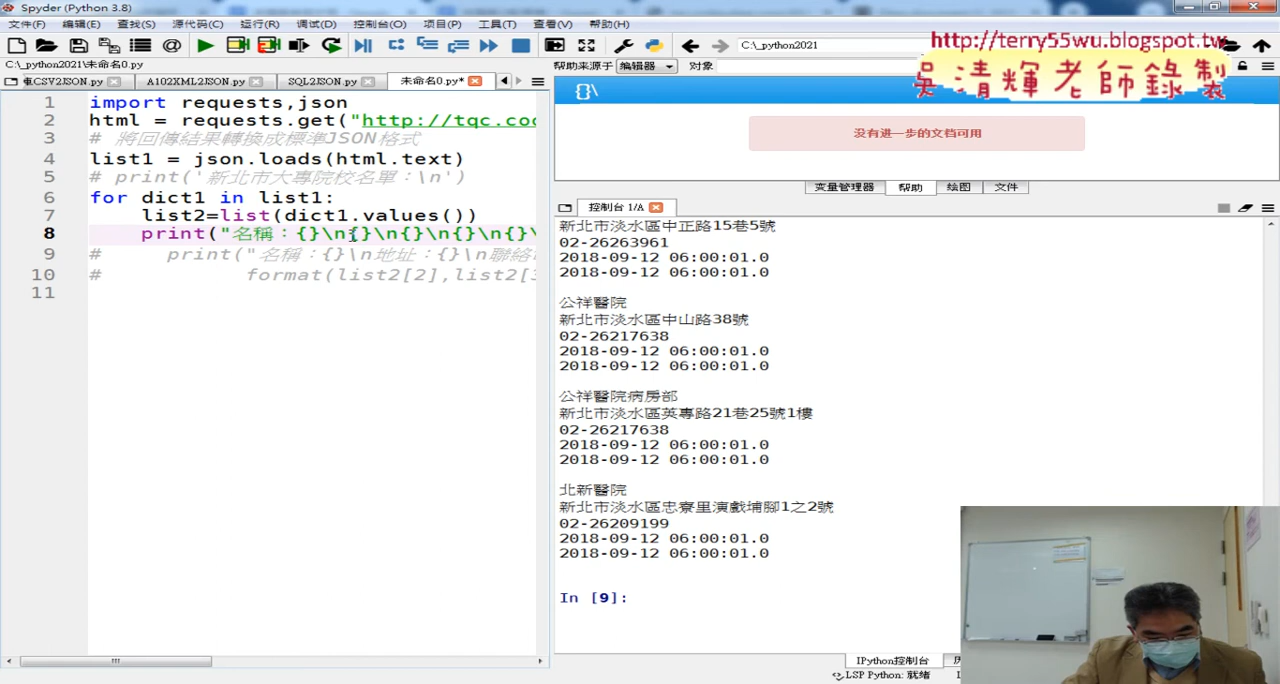 Spyder (Python 3.8)
文件(F) 编辑(E) 查找(S) 源代码(C) 运行(R) 调试(D) 控制台(O) 项目(P) 工具(T) 查看(V) 帮助(H)
C:\_python2021
http://terry55wu.blogspot.tw
吳清輝老師錄製
C:\_python2021\未命名0.py
CSV2JSON.py A102XML2JSON.py SQL2JSON.py 未命名0.py*
帮助来源于 编辑器 对象
1 import requests,json
2 html = requests.get("http://tqc.co
3 # 將回傳結果轉換成標準JSON格式
4 list1 = json.loads(html.text)
5 # print('新北市大專院校名單：\n')
6 for dict1 in list1:
7 list2=list(dict1.values())
8 print("名稱：{}\n{}\n{}\n{}\n{}\
9 # print("名稱：{}\n地址：{}\n聯絡
10 # format(list2[2],list2[3
11
{}\
没有进一步的文档可用
变量管理器 帮助 绘图 文件
控制台 1/A
新北市淡水區中正路15巷5號
02-26263961
2018-09-12 06:00:01.0
2018-09-12 06:00:01.0
公祥醫院
新北市淡水區中山路38號
02-26217638
2018-09-12 06:00:01.0
2018-09-12 06:00:01.0
公祥醫院病房部
新北市淡水區英專路21巷25號1樓
02-26217638
2018-09-12 06:00:01.0
2018-09-12 06:00:01.0
北新醫院
新北市淡水區忠寮里演戲埔腳1之2號
02-26209199
2018-09-12 06:00:01.0
2018-09-12 06:00:01.0
In [9]:
IPython控制台
LSP Python: 就绪